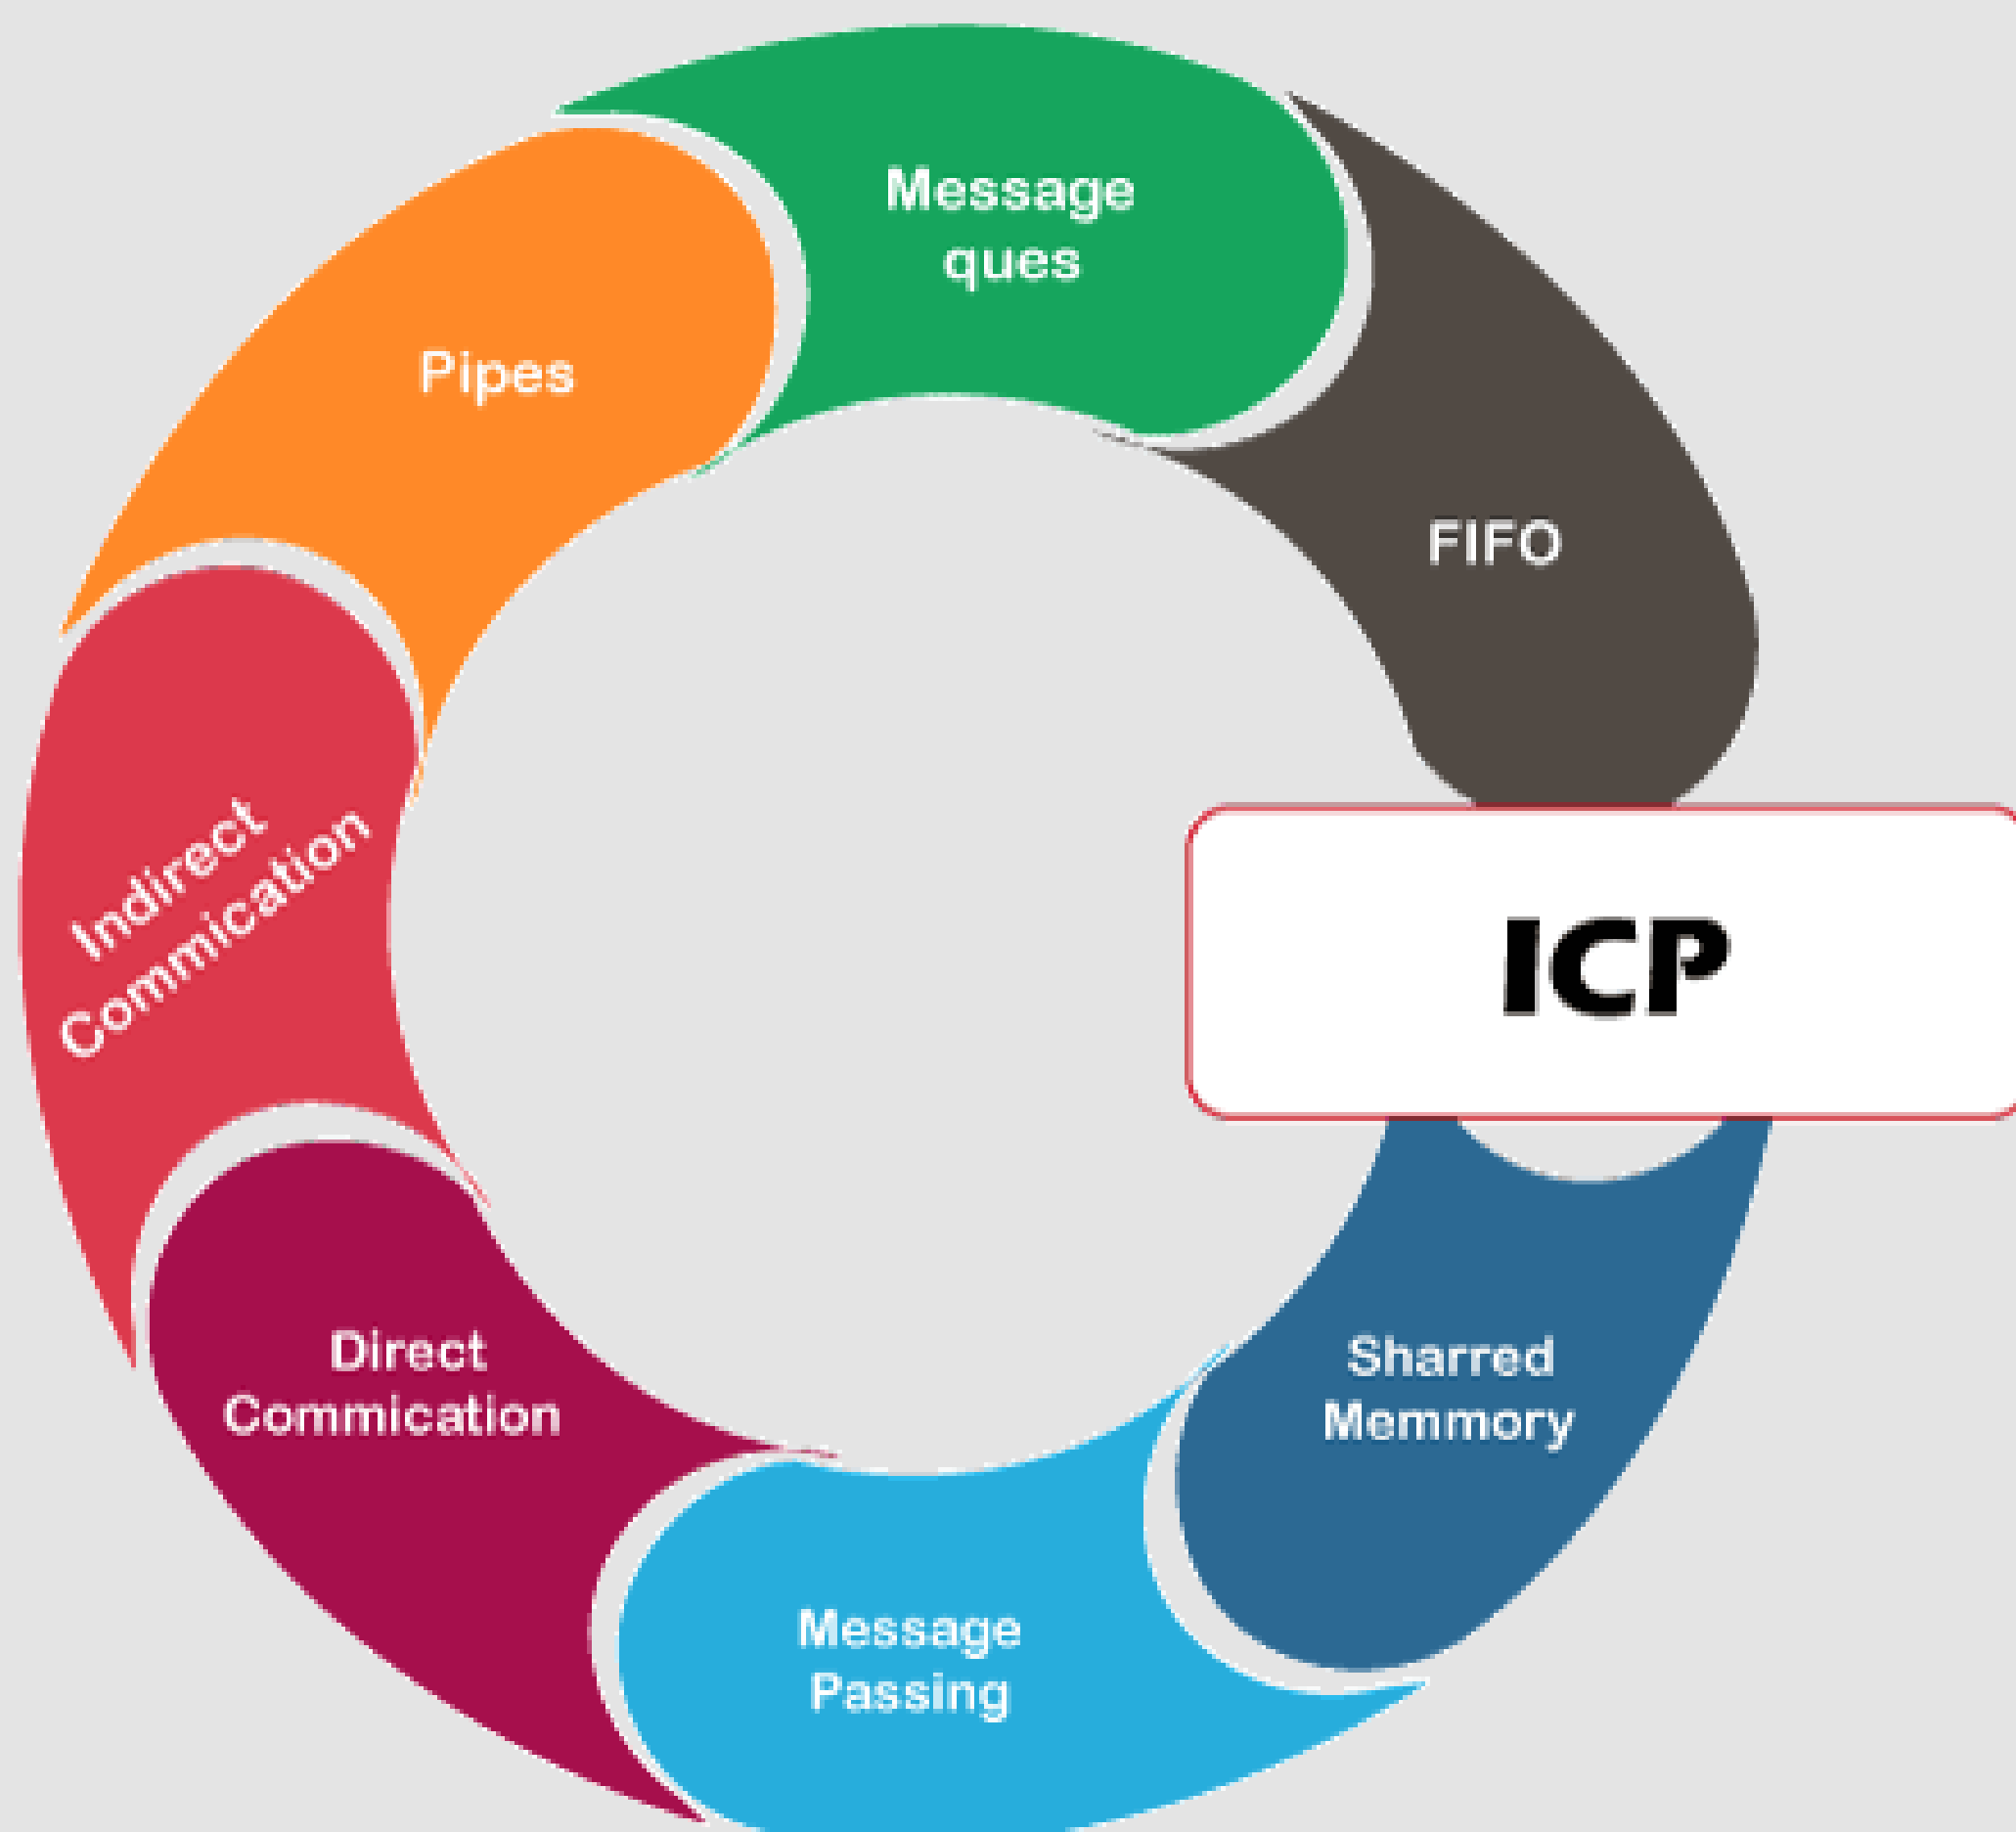 Message
ques
Pipes
FIFO
Indirect
Commication
ICP
Direct
Commication
Sharred
Memmory
Message
Passing